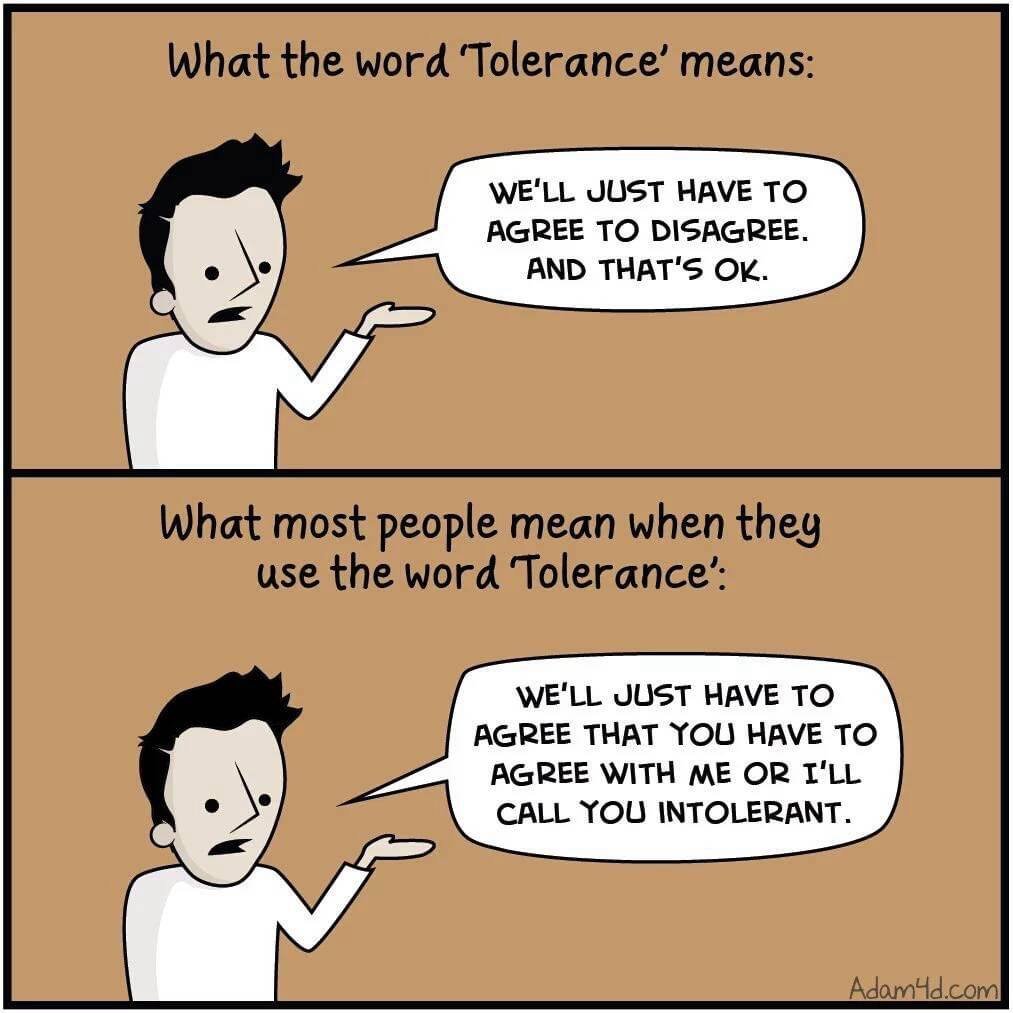 What the word ‘Tolerance’ means:
WE'LL JUST HAVE TO
AGREE TO DISAGREE.
AND THAT'S OK.
What most people mean when they
use the word ‘Tolerance’:
WE'LL JUST HAVE TO
AGREE THAT YOU HAVE TO
AGREE WITH ME OR I'LL
CALL YOU INTOLERANT.
Adam4d.com